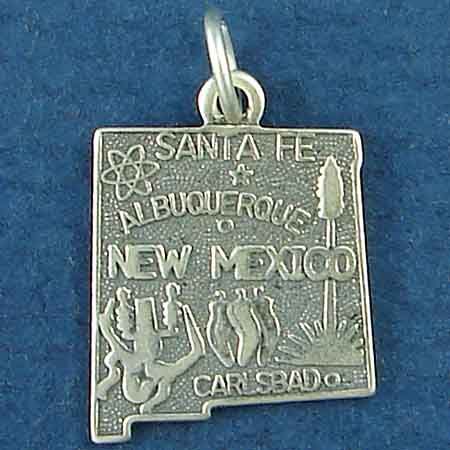 SANTA FE
ALBUQUERQUE
NEW MEXICO
CARLSBAD